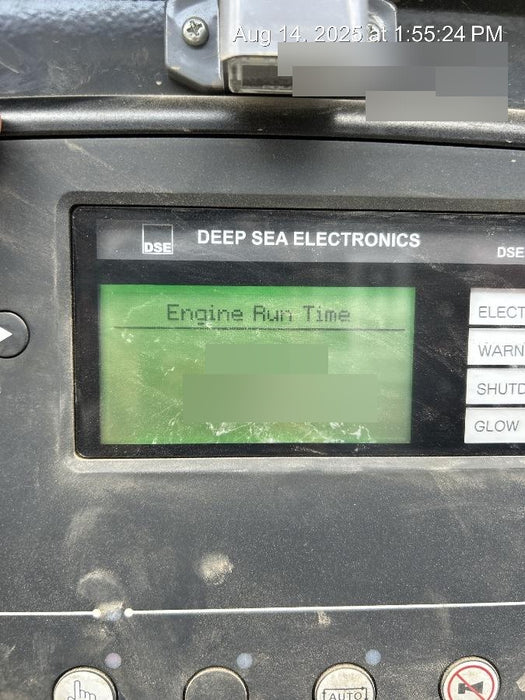 Aug 14, 2025 at 1:55:24 PM
DSE
DEEP SEA ELECTRONICS
DSE
Engine Run Time
ELECT
WARN
SHUTD
GLOW
AUTO